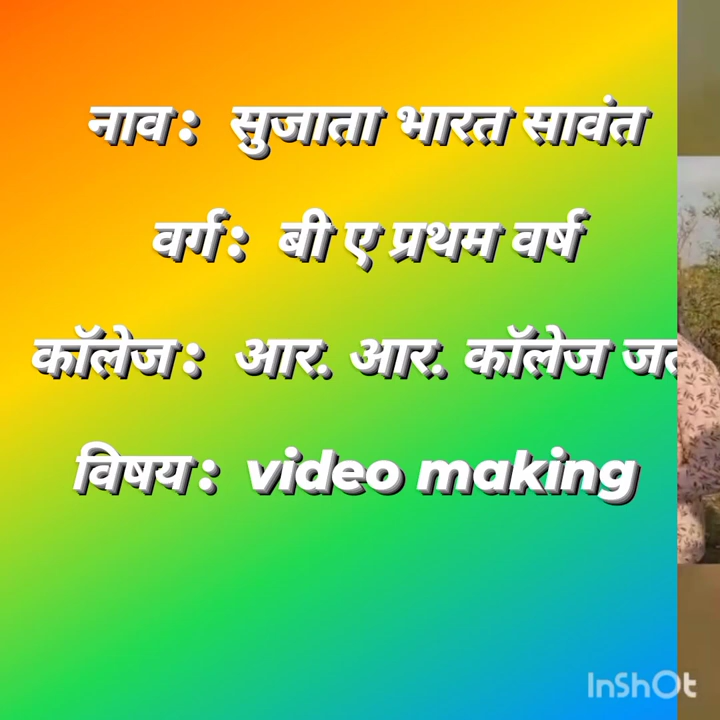 नाव : सुजाता भारत सावंत
वर्ग : बी ए प्रथम वर्ष
कॉलेज : आर. आर. कॉलेज
विषय : video making
InShOt